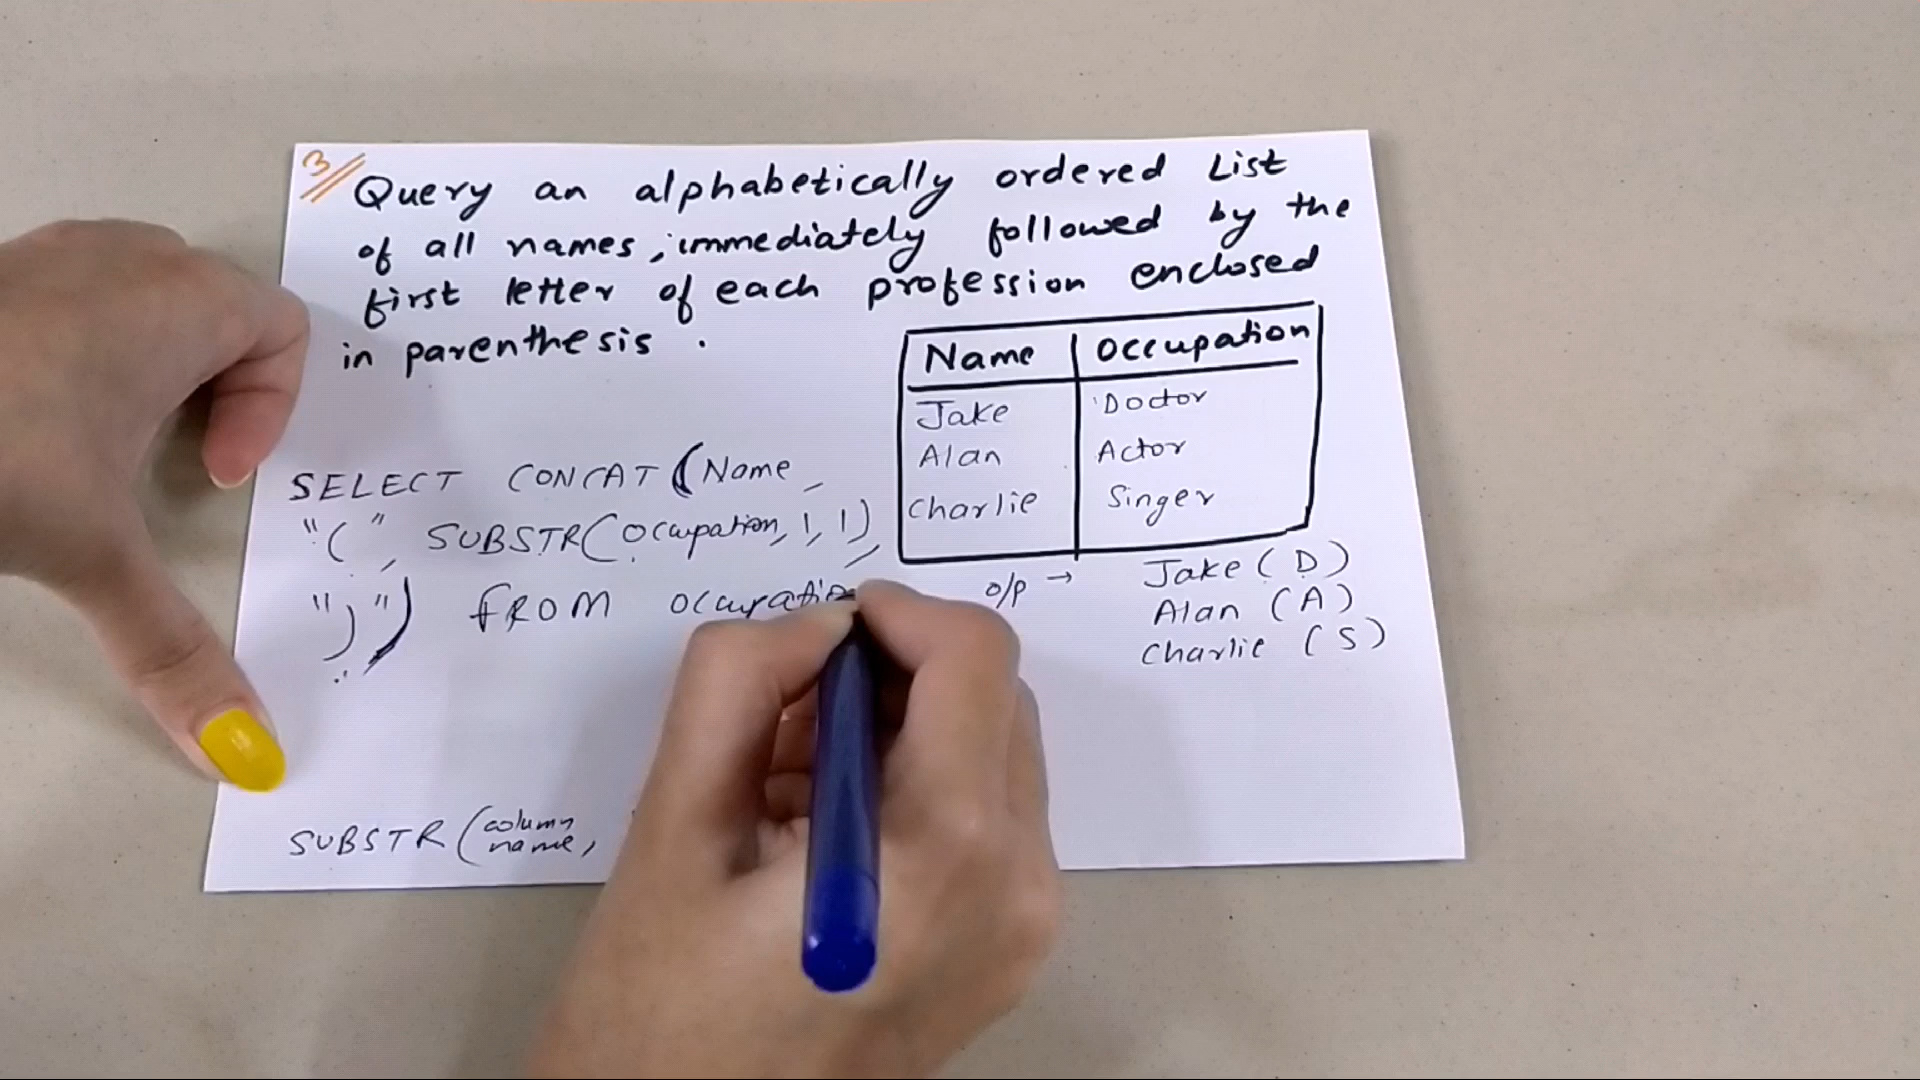 3
Query an alphabetically ordered List
of all names, immediately followed by the
first letter of each profession enclosed
in parenthesis .
Name | Occupation
Jake Doctor
Alan Actor
Charlie Singer
SELECT CONCAT (Name,
"(", SUBSTR(Occupation, 1, 1),
")") FROM
o/p → Jake (D)
Alan (A)
Charlie (S)
SUBSTR (column
name,